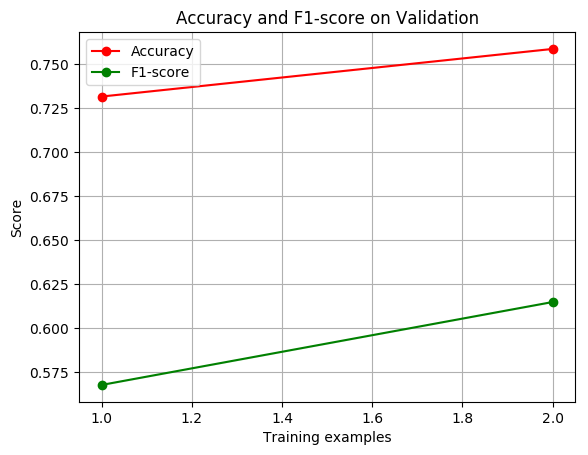 Accuracy and F1-score on Validation
Accuracy
F1-score
0.750
0.725
0.700
0.675
0.650
0.625
0.600
0.575
Score
1.0 1.2 1.4 1.6 1.8 2.0
Training examples